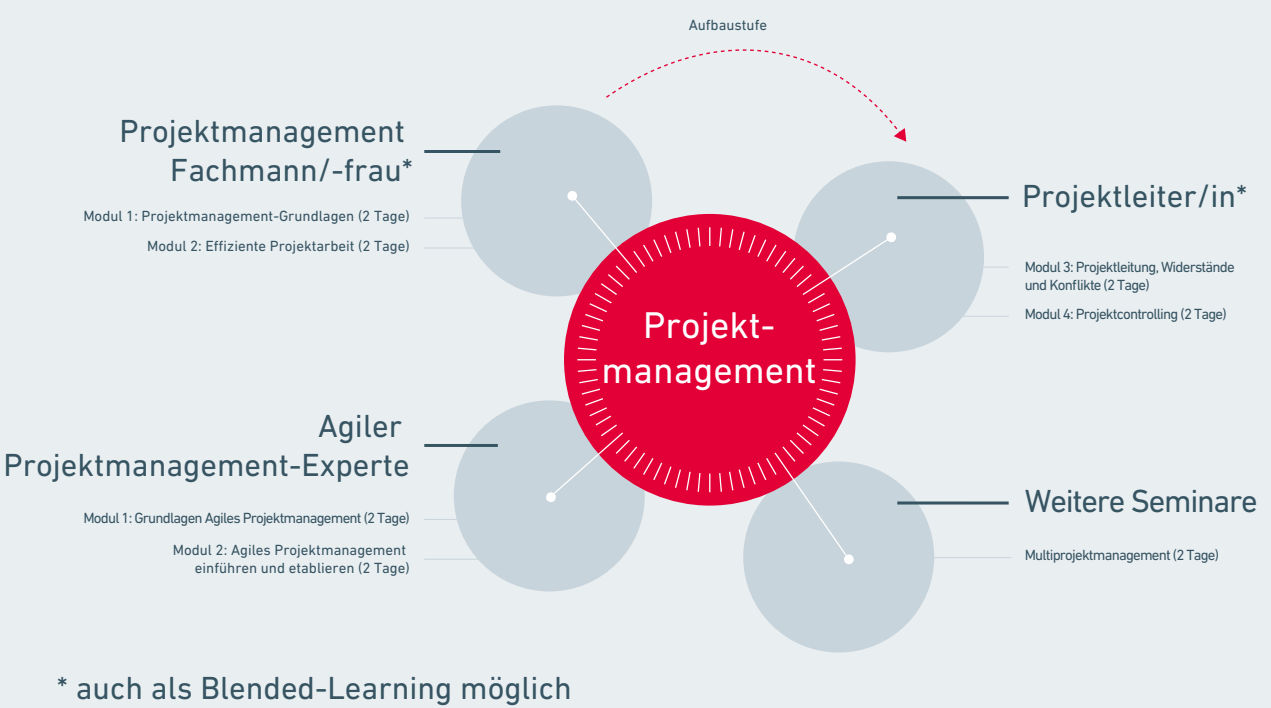 Aufbaustufe
Projektmanagement
Fachmann/-frau*
Modul 1: Projektmanagement-Grundlagen (2 Tage)
Modul 2: Effiziente Projektarbeit (2 Tage)
Projektleiter/in*
Modul 3: Projektleitung, Widerstände
und Konflikte (2 Tage)
Modul 4: Projektcontrolling (2 Tage)
Projekt-
management
Agiler
Projektmanagement-Experte
Modul 1: Grundlagen Agiles Projektmanagement (2 Tage)
Modul 2: Agiles Projektmanagement
einführen und etablieren (2 Tage)
Weitere Seminare
Multiprojektmanagement (2 Tage)
* auch als Blended-Learning möglich